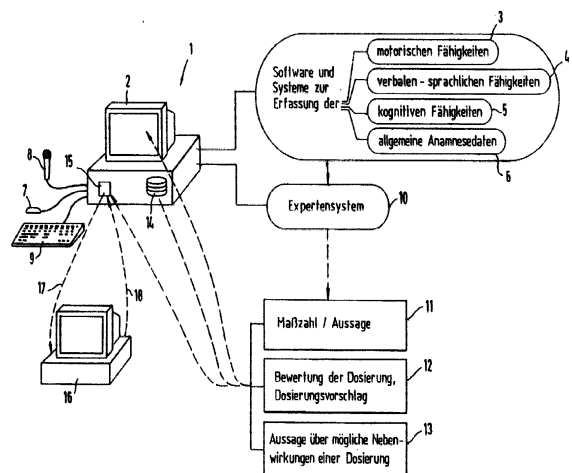 1
2
3
motorischen Fähigkeiten
4
Software und
Systeme zur
Erfassung der
verbalen - sprachlichen Fähigkeiten
kognitiven Fähigkeiten
5
allgemeine Anamnesedaten
6
8
15
7
14
9
Expertensystem
10
17
18
16
Maßzahl / Aussage
11
Bewertung der Dosierung,
Dosierungsvorschlag
12
Aussage über mögliche Neben-
wirkungen einer Dosierung
13